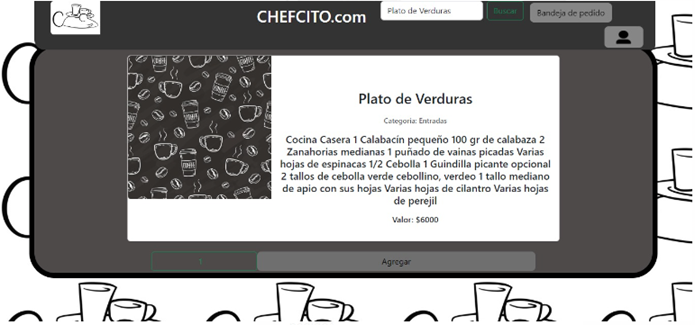 CHEFCITO.com
Plato de Verduras
Buscar
Bandeja de pedido
Plato de Verduras
Categoria: Entradas
Cocina Casera 1 Calabacín pequeño 100 gr de calabaza 2
Zanahorias medianas 1 puñado de vainas picadas Varias
hojas de espinacas 1/2 Cebolla 1 Guindilla picante opcional
2 tallos de cebolla verde cebollino, verdeo 1 tallo mediano
de apio con sus hojas Varias hojas de cilantro Varias hojas
de perejil
Valor: $6000
1
Agregar